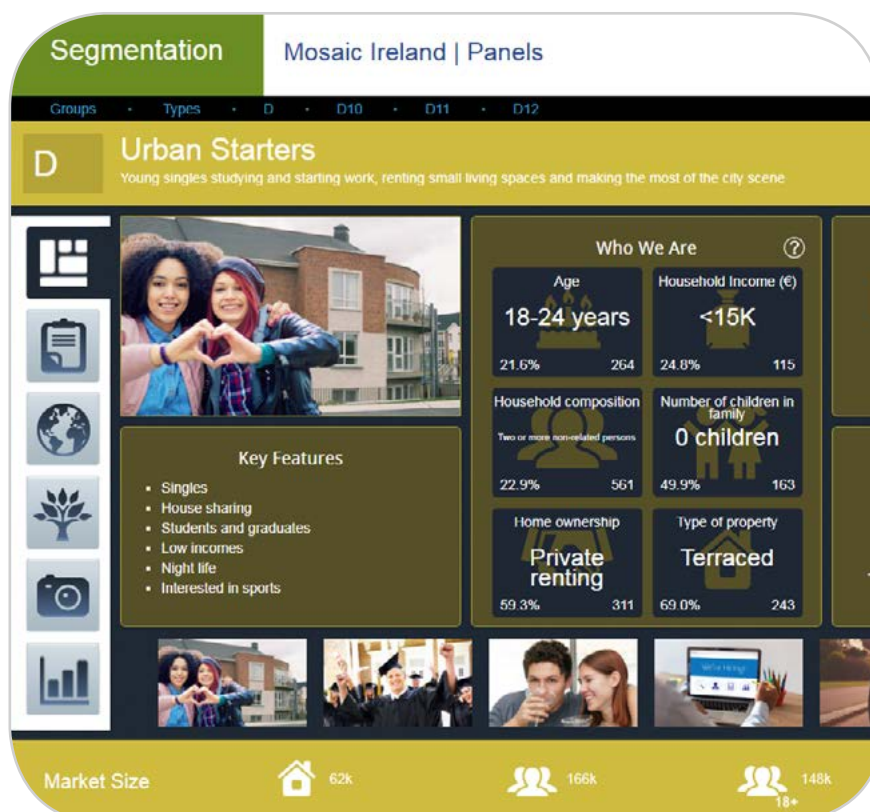 Segmentation
Mosaic Ireland | Panels
Groups • Types • D • D10 • D11 • D12
D
Urban Starters
Young singles studying and starting work, renting small living spaces and making the most of the city scene
Who We Are
?
Age
18-24 years
21.6% 264
Household Income (€)
<15K
24.8% 115
Household composition
Two or more non-related persons
22.9% 561
Number of children in
family
0 children
49.9% 163
Home ownership
Private
renting
59.3% 311
Type of property
Terraced
69.0% 243
Key Features
• Singles
• House sharing
• Students and graduates
• Low incomes
• Night life
• Interested in sports
We're Hiring!
Market Size
62k
166k
148k
18+